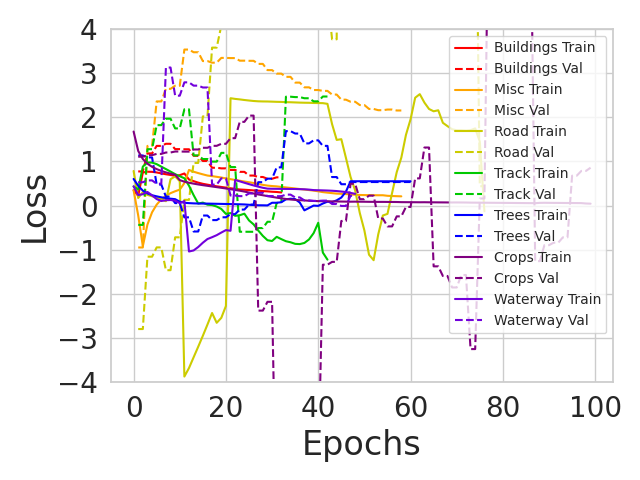 4
3
2
1
0
−1
−2
−3
−4
Loss
0
20
40
60
80
100
Epochs
Buildings Train
Buildings Val
Misc Train
Misc Val
Road Train
Road Val
Track Train
Track Val
Trees Train
Trees Val
Crops Train
Crops Val
Waterway Train
Waterway Val